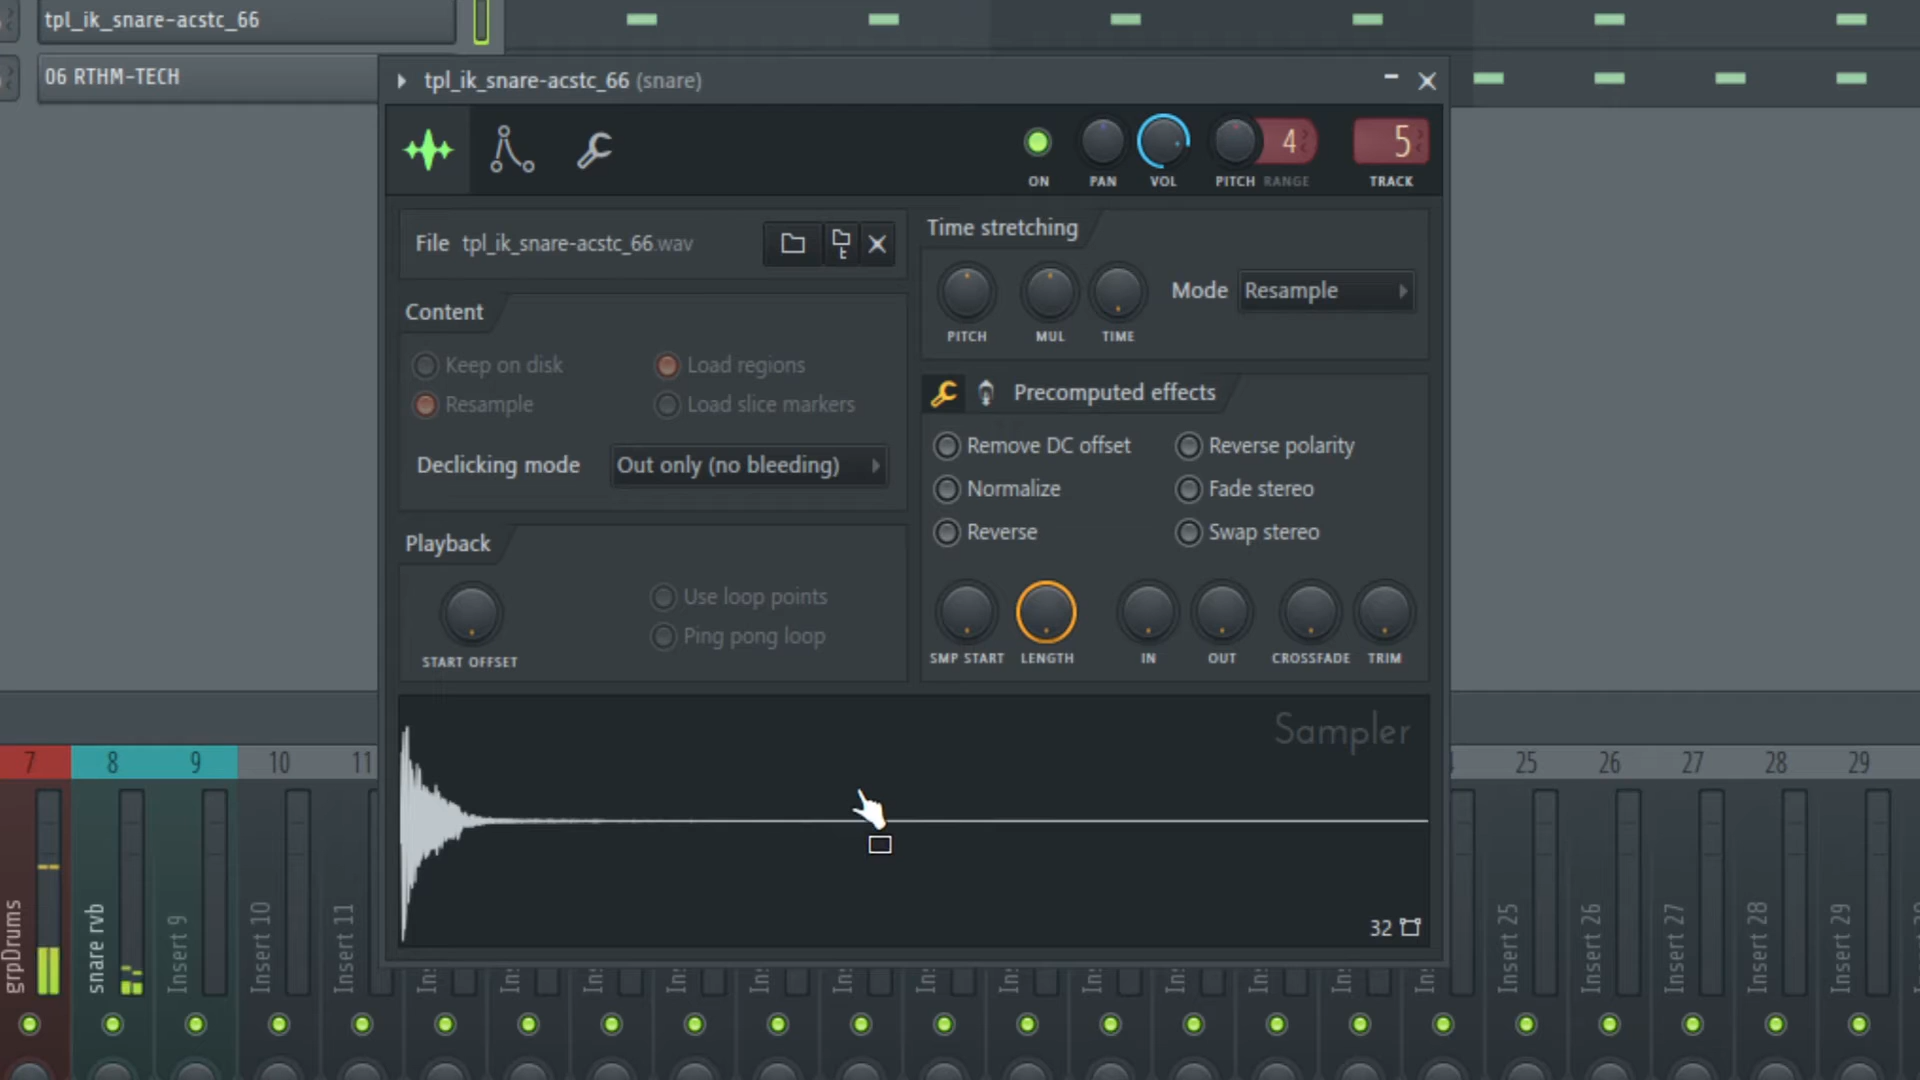 tpl_ik_snare-acstc_66
06 RTHM-TECH
tpl_ik_snare-acstc_66 (snare)
4
5
ON
PAN
VOL
PITCH
RANGE
TRACK
File
tpl_ik_snare-acstc_66.wav
t
Content
Keep on disk
Load regions
Resample
Load slice markers
Declicking mode
Out only (no bleeding)
Playback
Use loop points
Ping pong loop
START OFFSET
Time stretching
PITCH
MUL
TIME
Mode
Resample
Precomputed effects
Remove DC offset
Reverse polarity
Normalize
Fade stereo
Reverse
Swap stereo
SMP START
LENGTH
IN
OUT
CROSSFADE
TRIM
Sampler
32
7
8
9
10
11
25
26
27
28
29
grpDrums
snare rvb
Insert 9
Insert 10
Insert 11
Insert 25
Insert 26
Insert 27
Insert 28
Insert 29